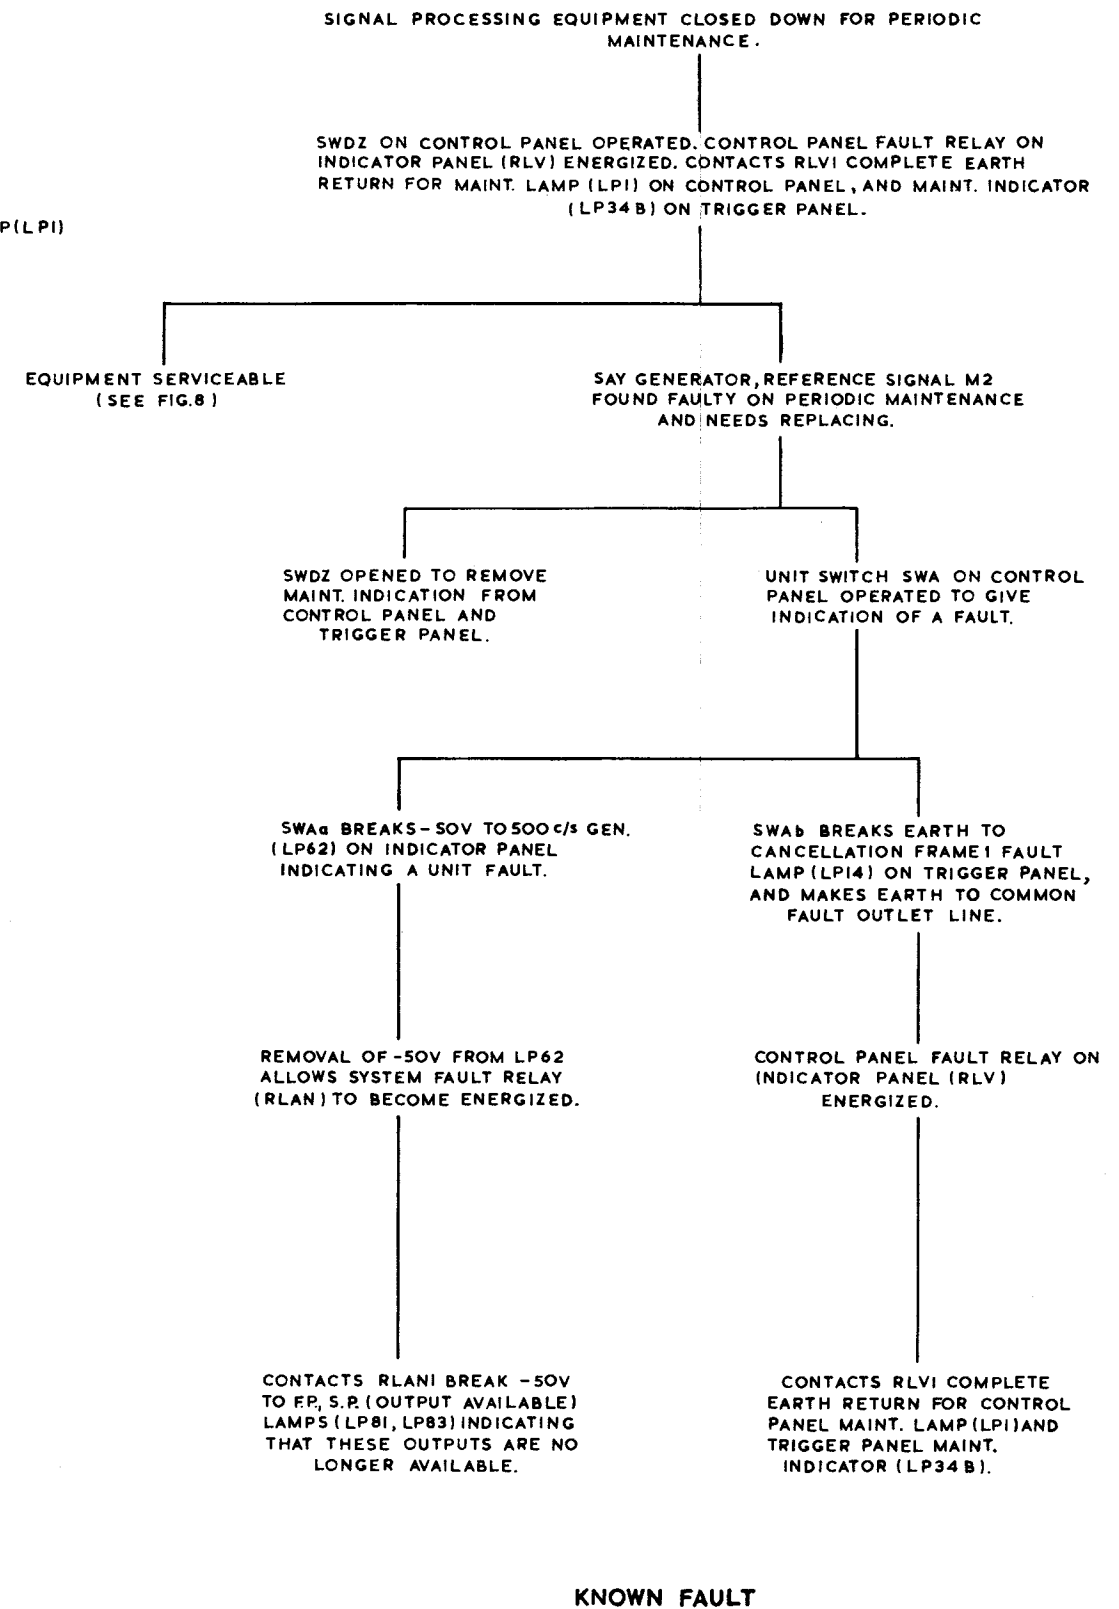 SIGNAL PROCESSING EQUIPMENT CLOSED DOWN FOR PERIODIC
MAINTENANCE.
SWDZ ON CONTROL PANEL OPERATED. CONTROL PANEL FAULT RELAY ON
INDICATOR PANEL (RLV) ENERGIZED. CONTACTS RLV1 COMPLETE EARTH
RETURN FOR MAINT. LAMP (LP1) ON CONTROL PANEL, AND MAINT. INDICATOR
(LP34B) ON TRIGGER PANEL.
P(LP1)
EQUIPMENT SERVICEABLE
(SEE FIG.8)
SAY GENERATOR, REFERENCE SIGNAL M2
FOUND FAULTY ON PERIODIC MAINTENANCE
AND NEEDS REPLACING.
SWDZ OPENED TO REMOVE
MAINT. INDICATION FROM
CONTROL PANEL AND
TRIGGER PANEL.
UNIT SWITCH SWA ON CONTROL
PANEL OPERATED TO GIVE
INDICATION OF A FAULT.
SWAa BREAKS -50V TO 500 c/s GEN.
(LP62) ON INDICATOR PANEL
INDICATING A UNIT FAULT.
SWAb BREAKS EARTH TO
CANCELLATION FRAME 1 FAULT
LAMP (LP14) ON TRIGGER PANEL,
AND MAKES EARTH TO COMMON
FAULT OUTLET LINE.
REMOVAL OF -50V FROM LP62
ALLOWS SYSTEM FAULT RELAY
(RLAN) TO BECOME ENERGIZED.
CONTROL PANEL FAULT RELAY ON
INDICATOR PANEL (RLV)
ENERGIZED.
CONTACTS RLAN1 BREAK -50V
TO F.P., S.P. (OUTPUT AVAILABLE)
LAMPS (LP81, LP83) INDICATING
THAT THESE OUTPUTS ARE NO
LONGER AVAILABLE.
CONTACTS RLV1 COMPLETE
EARTH RETURN FOR CONTROL
PANEL MAINT. LAMP (LP1) AND
TRIGGER PANEL MAINT.
INDICATOR (LP34B).
KNOWN FAULT